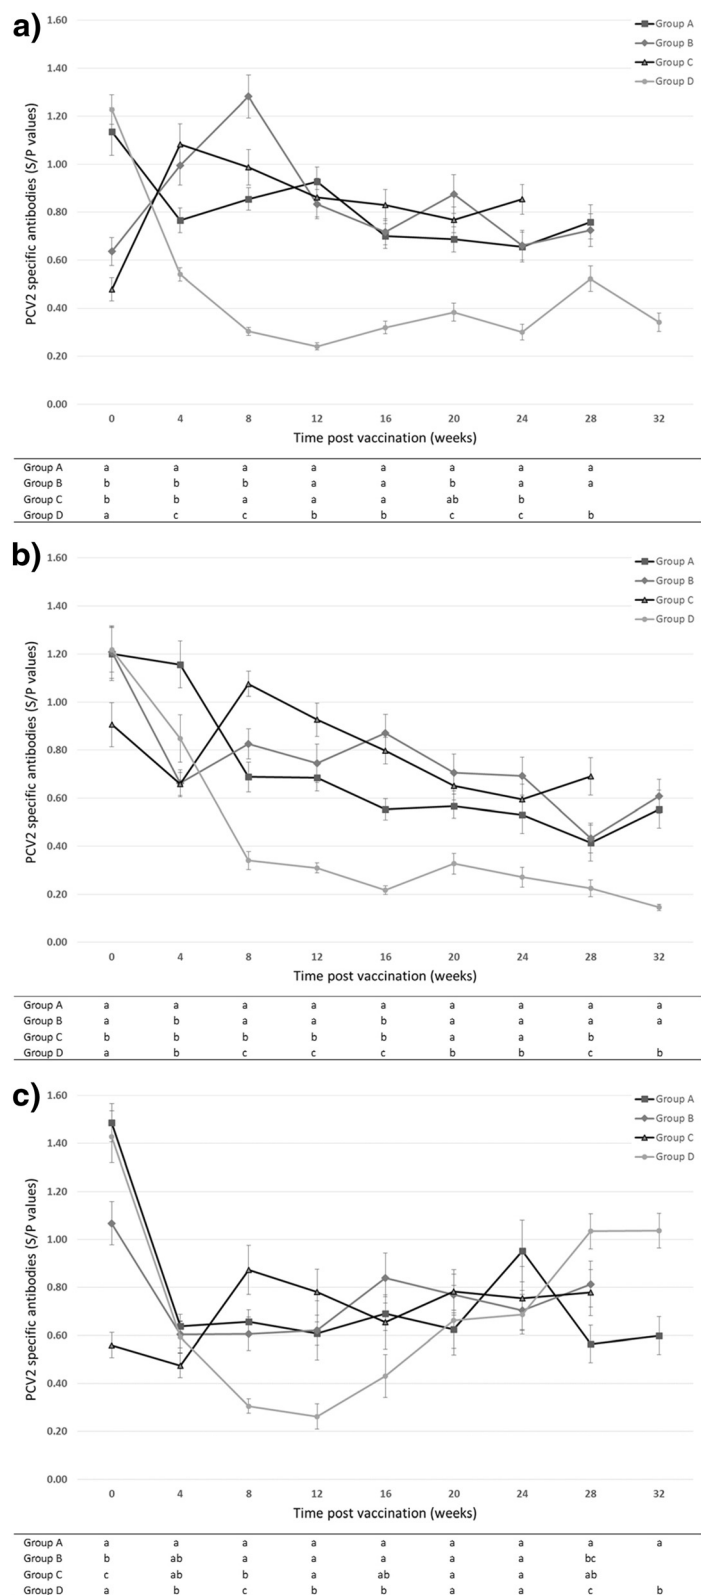 a)
1.60
1.40
1.20
1.00
0.80
0.60
0.40
0.20
0.00
PCV2 specific antibodies (S/P values)
Group A
Group B
Group C
Group D
0 4 8 12 16 20 24 28 32
Time post vaccination (weeks)
Group A a a a a a a a a
Group B b b b a a b a a
Group C b b a a a ab b
Group D a c c b b c c b
b)
1.60
1.40
1.20
1.00
0.80
0.60
0.40
0.20
0.00
PCV2 specific antibodies (S/P values)
Group A
Group B
Group C
Group D
0 4 8 12 16 20 24 28 32
Time post vaccination (weeks)
Group A a a a a a a a a a
Group B a b a a b a a a a
Group C b b b b b a a b
Group D a b c c c b b c b
c)
1.60
1.40
1.20
1.00
0.80
0.60
0.40
0.20
0.00
PCV2 specific antibodies (S/P values)
Group A
Group B
Group C
Group D
0 4 8 12 16 20 24 28 32
Time post vaccination (weeks)
Group A a a a a a a a a a
Group B b ab a a a a a bc
Group C c ab b a ab a a ab
Group D a b c b b a a c b